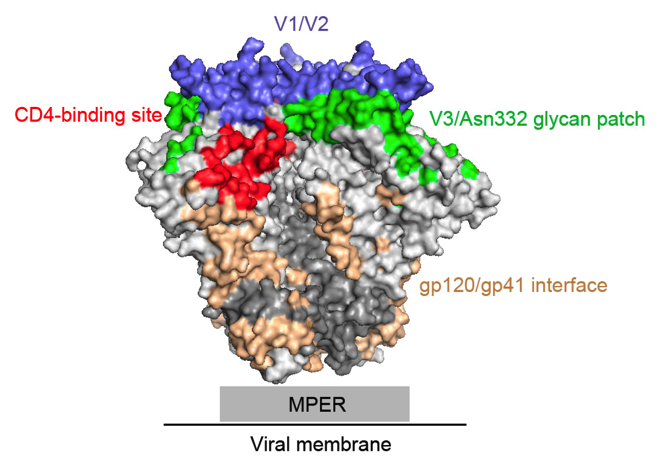 V1/V2
CD4-binding site
V3/Asn332 glycan patch
gp120/gp41 interface
MPER
Viral membrane